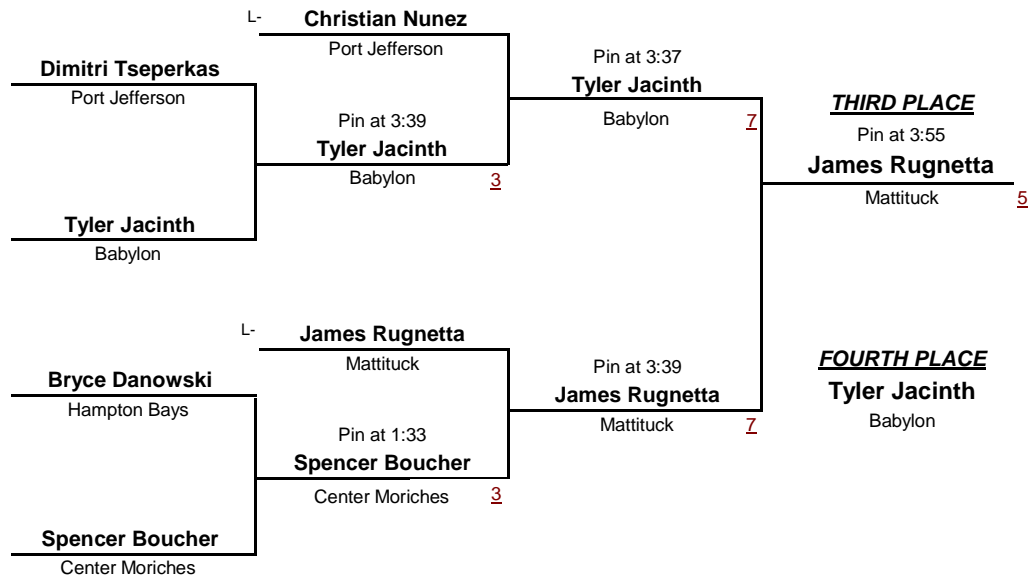 L-
Christian Nunez
Port Jefferson
Dimitri Tseperkas
Port Jefferson
Pin at 3:39
Tyler Jacinth
Babylon
3
Tyler Jacinth
Babylon
Pin at 3:37
Tyler Jacinth
Babylon
7
THIRD PLACE
Pin at 3:55
James Rugnetta
Mattituck
5
L-
James Rugnetta
Mattituck
Bryce Danowski
Hampton Bays
Pin at 1:33
Spencer Boucher
Center Moriches
3
Spencer Boucher
Center Moriches
Pin at 3:39
James Rugnetta
Mattituck
7
FOURTH PLACE
Tyler Jacinth
Babylon